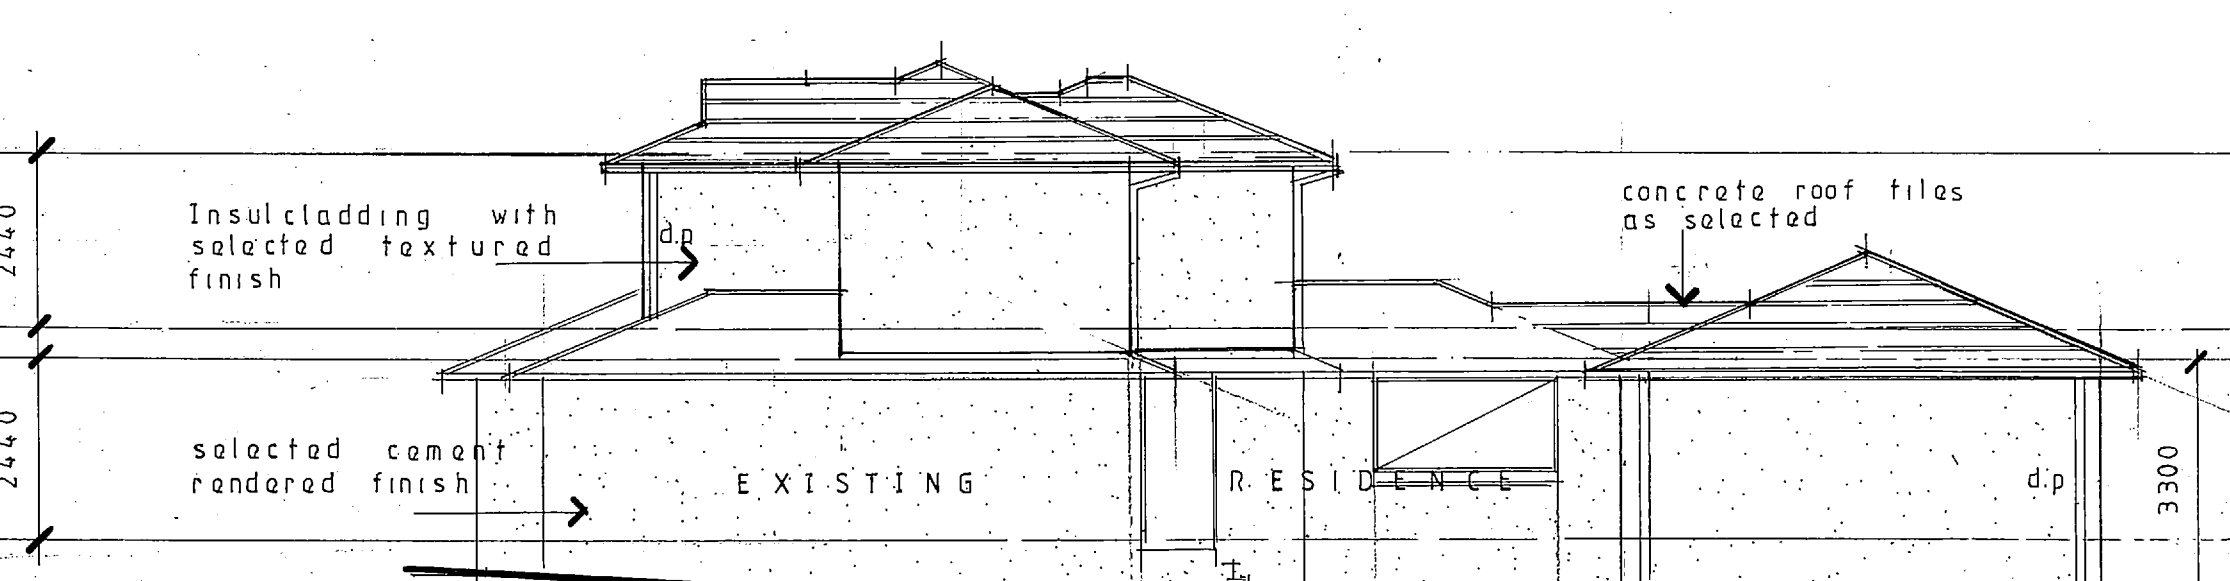 concrete roof tiles
as selected
2440
Insulcladding with
selected textured
finish
d.p
2440
selected cement
rendered finish
EXISTING RESIDENCE
d.p
3300